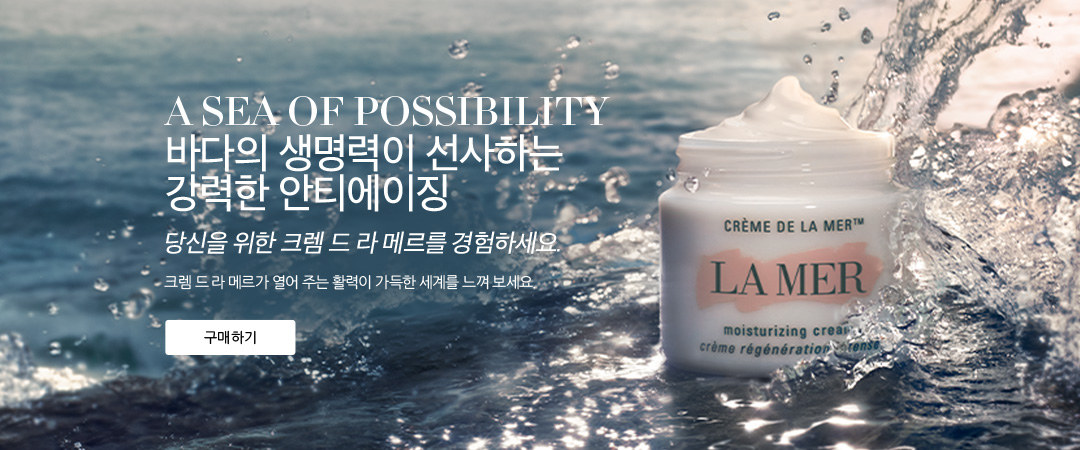 A SEA OF POSSIBILITY
바다의 생명력이 선사하는
강력한 안티에이징
당신을 위한 크렘 드 라 메르를 경험하세요.
크렘 드 라 메르가 열어 주는 활력이 가득한 세계를 느껴 보세요.
구매하기
CRÈME DE LA MER™
LA MER
moisturizing cream
crème régénération